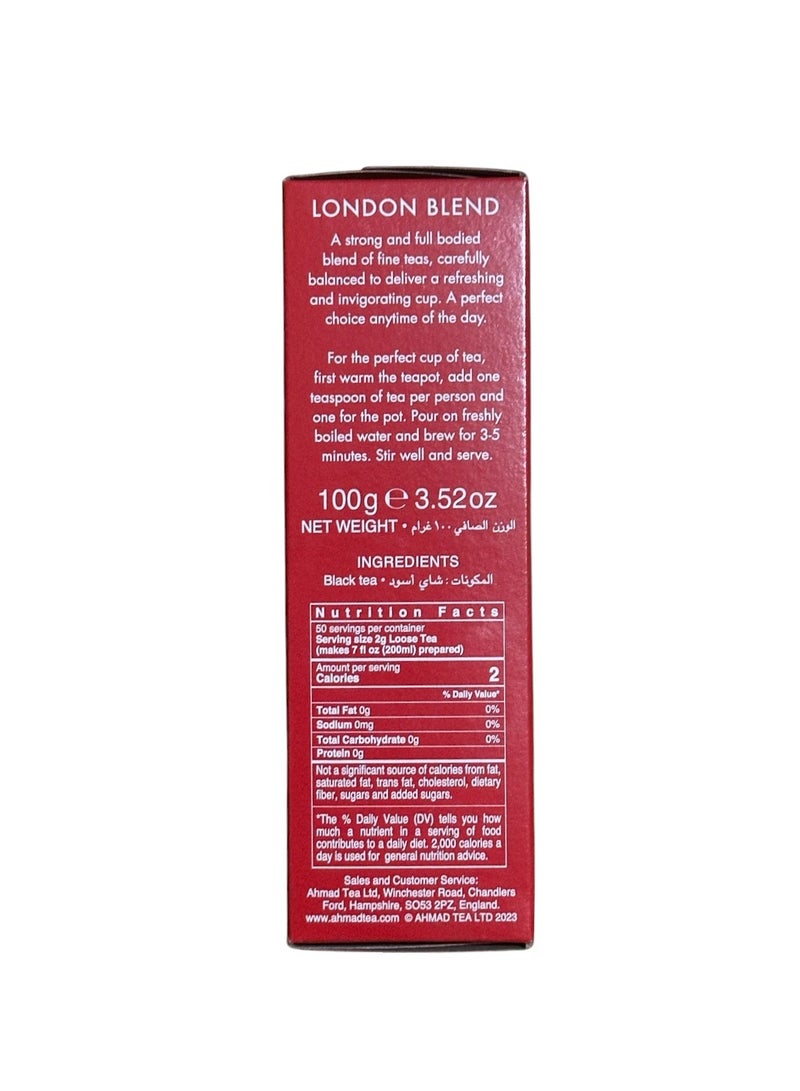 LONDON BLEND
A strong and full bodied
blend of fine teas, carefully
balanced to deliver a refreshing
and invigorating cup. A perfect
choice anytime of the day.
For the perfect cup of tea,
first warm the teapot, add one
teaspoon of tea per person and
one for the pot. Pour on freshly
boiled water and brew for 3-5
minutes. Stir well and serve.
100g ℮ 3.52oz
NET WEIGHT • الوزن الصافي ١٠٠ غرام
INGREDIENTS
Black tea • المكونات : شاي أسود
Nutrition Facts
50 servings per container
Serving size 2g Loose Tea
(makes 7 fl oz (200ml) prepared)
Amount per serving
Calories 2
% Daily Value*
Total Fat 0g 0%
Sodium 0mg 0%
Total Carbohydrate 0g 0%
Protein 0g
Not a significant source of calories from fat,
saturated fat, trans fat, cholesterol, dietary
fiber, sugars and added sugars.
*The % Daily Value (DV) tells you how
much a nutrient in a serving of food
contributes to a daily diet. 2,000 calories a
day is used for general nutrition advice.
Sales and Customer Service:
Ahmad Tea Ltd, Winchester Road, Chandlers
Ford, Hampshire, SO53 2PZ, England.
www.ahmadtea.com © AHMAD TEA LTD 2023